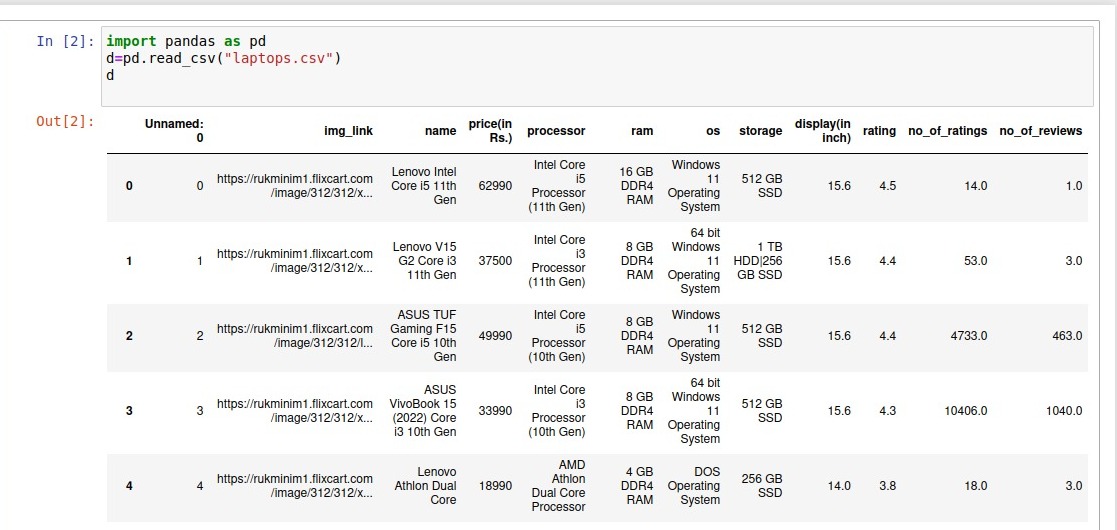 In [2]: import pandas as pd
d=pd.read_csv("laptops.csv")
d
Out[2]:
Unnamed: 0 img_link name price(in Rs.) processor ram os storage display(in inch) rating no_of_ratings no_of_reviews
0 0 https://rukminim1.flixcart.com/image/312/312/x... Lenovo Intel Core i5 11th Gen 62990 Intel Core i5 Processor (11th Gen) 16 GB DDR4 RAM Windows 11 Operating System 512 GB SSD 15.6 4.5 14.0 1.0
1 1 https://rukminim1.flixcart.com/image/312/312/x... Lenovo V15 G2 Core i3 11th Gen 37500 Intel Core i3 Processor (11th Gen) 8 GB DDR4 RAM 64 bit Windows 11 Operating System 1 TB HDD|256 GB SSD 15.6 4.4 53.0 3.0
2 2 https://rukminim1.flixcart.com/image/312/312/l... ASUS TUF Gaming F15 Core i5 10th Gen 49990 Intel Core i5 Processor (10th Gen) 8 GB DDR4 RAM Windows 11 Operating System 512 GB SSD 15.6 4.4 4733.0 463.0
3 3 https://rukminim1.flixcart.com/image/312/312/x... ASUS VivoBook 15 (2022) Core i3 10th Gen 33990 Intel Core i3 Processor (10th Gen) 8 GB DDR4 RAM 64 bit Windows 11 Operating System 512 GB SSD 15.6 4.3 10406.0 1040.0
4 4 https://rukminim1.flixcart.com/image/312/312/x... Lenovo Athlon Dual Core 18990 AMD Athlon Dual Core Processor 4 GB DDR4 RAM DOS Operating System 256 GB SSD 14.0 3.8 18.0 3.0